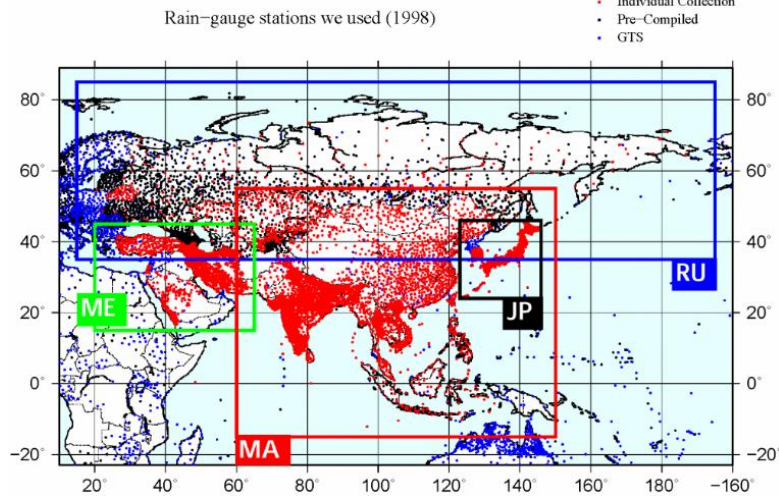 Individual Collection
Rain-gauge stations we used (1998)
Pre-Compiled
GTS
80° 80°
60° 60°
40° 40°
RU
ME
JP
20° 20°
0° 0°
MA
-20° -20°
20° 40° 60° 80° 100° 120° 140° 160° 180° -160°